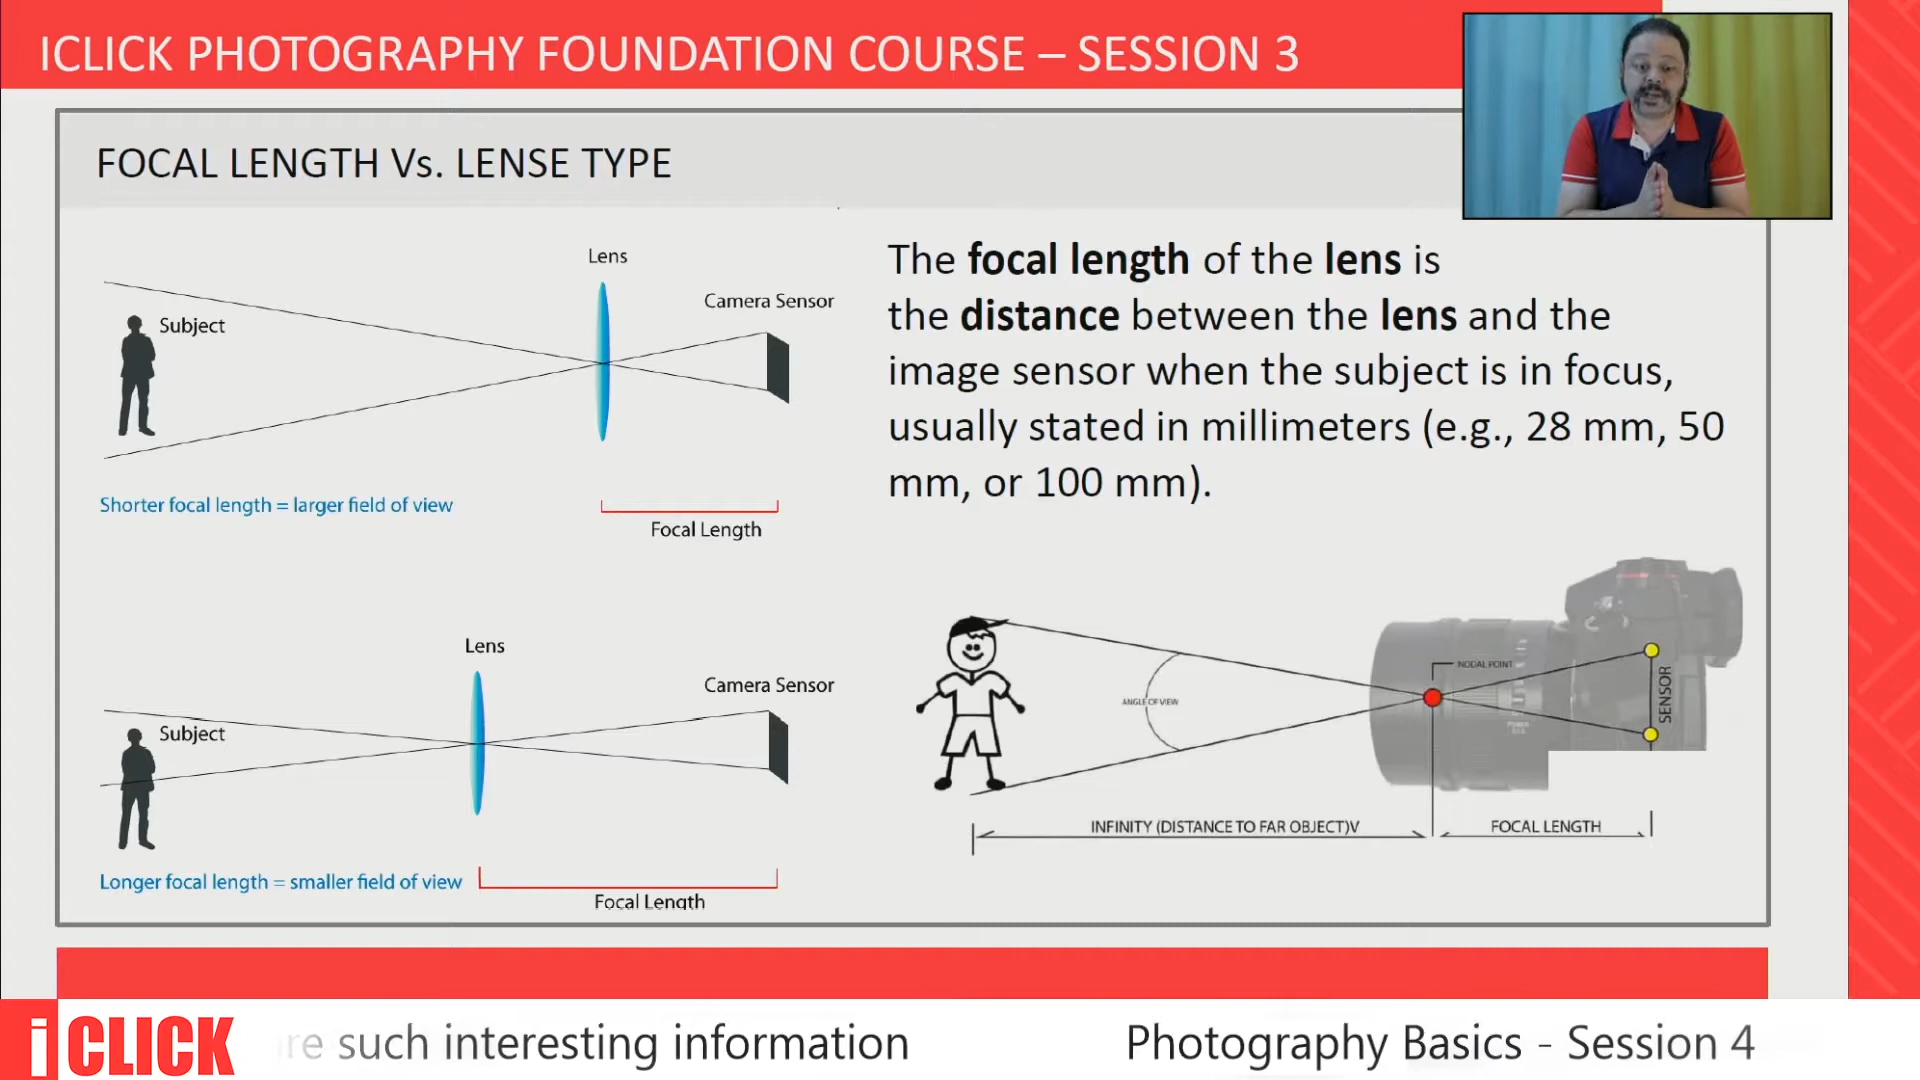 ICLICK PHOTOGRAPHY FOUNDATION COURSE – SESSION 3
FOCAL LENGTH Vs. LENSE TYPE
Lens
Camera Sensor
Subject
Shorter focal length = larger field of view
Focal Length
Lens
Camera Sensor
Subject
Longer focal length = smaller field of view
Focal Length
The focal length of the lens is
the distance between the lens and the
image sensor when the subject is in focus,
usually stated in millimeters (e.g., 28 mm, 50
mm, or 100 mm).
NODAL POINT
ANGLE OF VIEW
SENSOR
INFINITY (DISTANCE TO FAR OBJECT)V
FOCAL LENGTH
iCLICK
re such interesting information
Photography Basics - Session 4